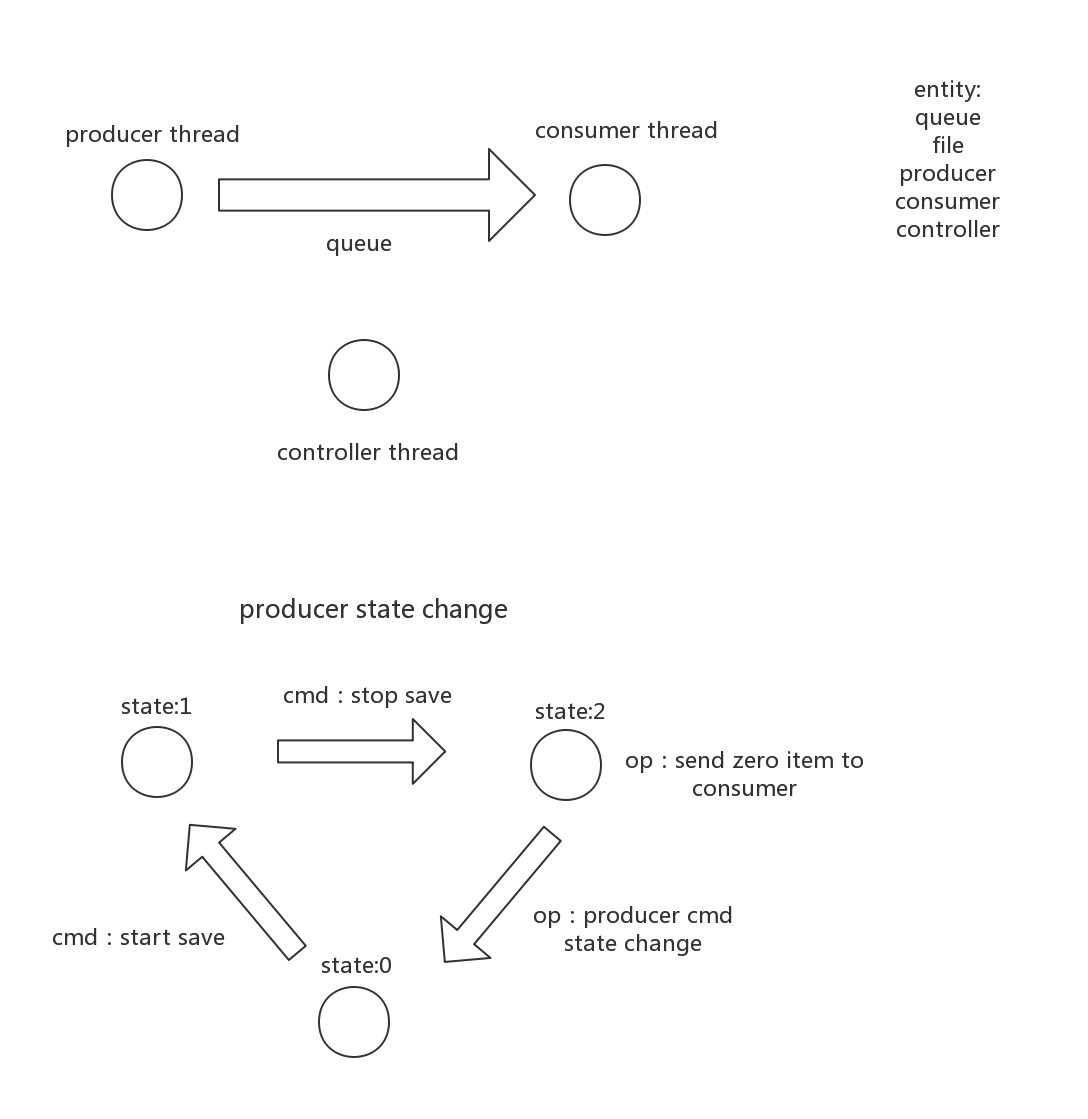 producer thread
consumer thread
queue
controller thread
entity:
queue
file
producer
consumer
controller
producer state change
state:1
cmd : stop save
state:2
op : send zero item to
consumer
cmd : start save
op : producer cmd
state change
state:0